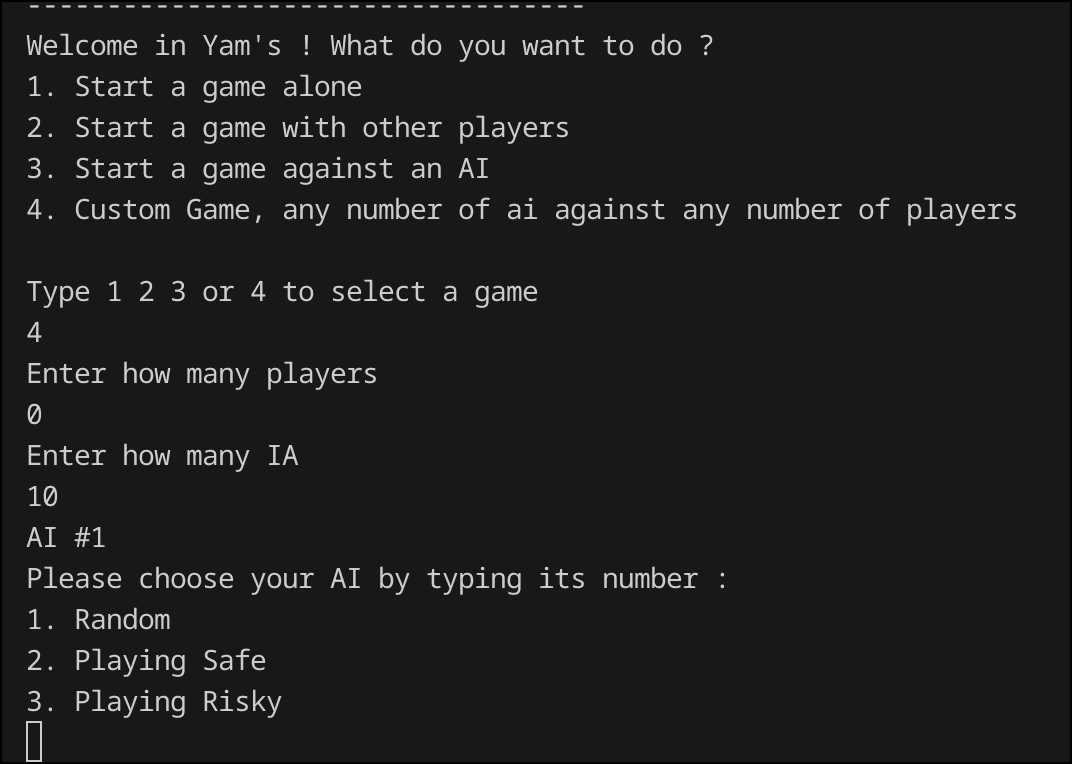 -----------------------------------
Welcome in Yam's ! What do you want to do ?
1. Start a game alone
2. Start a game with other players
3. Start a game against an AI
4. Custom Game, any number of ai against any number of players
Type 1 2 3 or 4 to select a game
4
Enter how many players
0
Enter how many IA
10
AI #1
Please choose your AI by typing its number :
1. Random
2. Playing Safe
3. Playing Risky